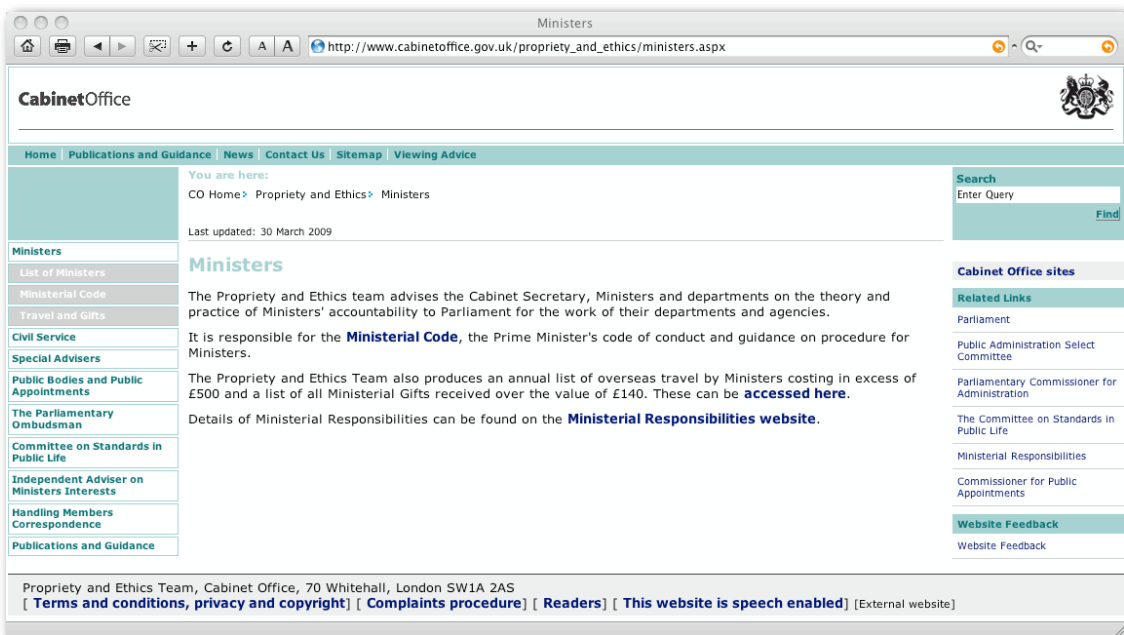 Ministers
A A http://www.cabinetoffice.gov.uk/propriety_and_ethics/ministers.aspx
CabinetOffice
Home | Publications and Guidance | News | Contact Us | Sitemap | Viewing Advice
Ministers
List of Ministers
Ministerial Code
Travel and Gifts
Civil Service
Special Advisers
Public Bodies and Public
Appointments
The Parliamentary
Ombudsman
Committee on Standards in
Public Life
Independent Adviser on
Ministers Interests
Handling Members
Correspondence
Publications and Guidance
You are here:
CO Home> Propriety and Ethics> Ministers
Last updated: 30 March 2009
Ministers
The Propriety and Ethics team advises the Cabinet Secretary, Ministers and departments on the theory and
practice of Ministers' accountability to Parliament for the work of their departments and agencies.
It is responsible for the Ministerial Code, the Prime Minister's code of conduct and guidance on procedure for
Ministers.
The Propriety and Ethics Team also produces an annual list of overseas travel by Ministers costing in excess of
£500 and a list of all Ministerial Gifts received over the value of £140. These can be accessed here.
Details of Ministerial Responsibilities can be found on the Ministerial Responsibilities website.
Search
Enter Query
Find
Cabinet Office sites
Related Links
Parliament
Public Administration Select
Committee
Parliamentary Commissioner for
Administration
The Committee on Standards in
Public Life
Ministerial Responsibilities
Commissioner for Public
Appointments
Website Feedback
Website Feedback
Propriety and Ethics Team, Cabinet Office, 70 Whitehall, London SW1A 2AS
[ Terms and conditions, privacy and copyright] [ Complaints procedure] [ Readers] [ This website is speech enabled] [External website]